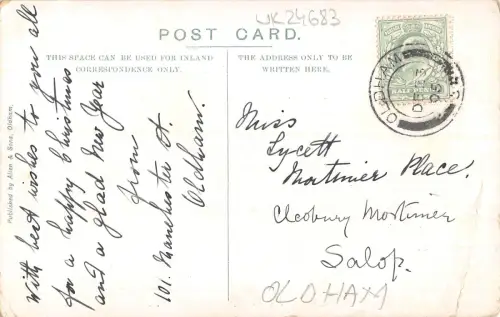 UK24683
POST CARD.
THIS SPACE CAN BE USED FOR INLAND
CORRESPONDENCE ONLY.
THE ADDRESS ONLY TO BE
WRITTEN HERE.
With best wishes to you all
for a happy Christmas
and a glad New Year
from
101. Manchester St.
Oldham.
Miss
Lycett
Mortimer Place.
Cleobury Mortimer
Salop.
OLDHAM
Published by Allen & Sons, Oldham.
OLDHAM
HALF PENNY